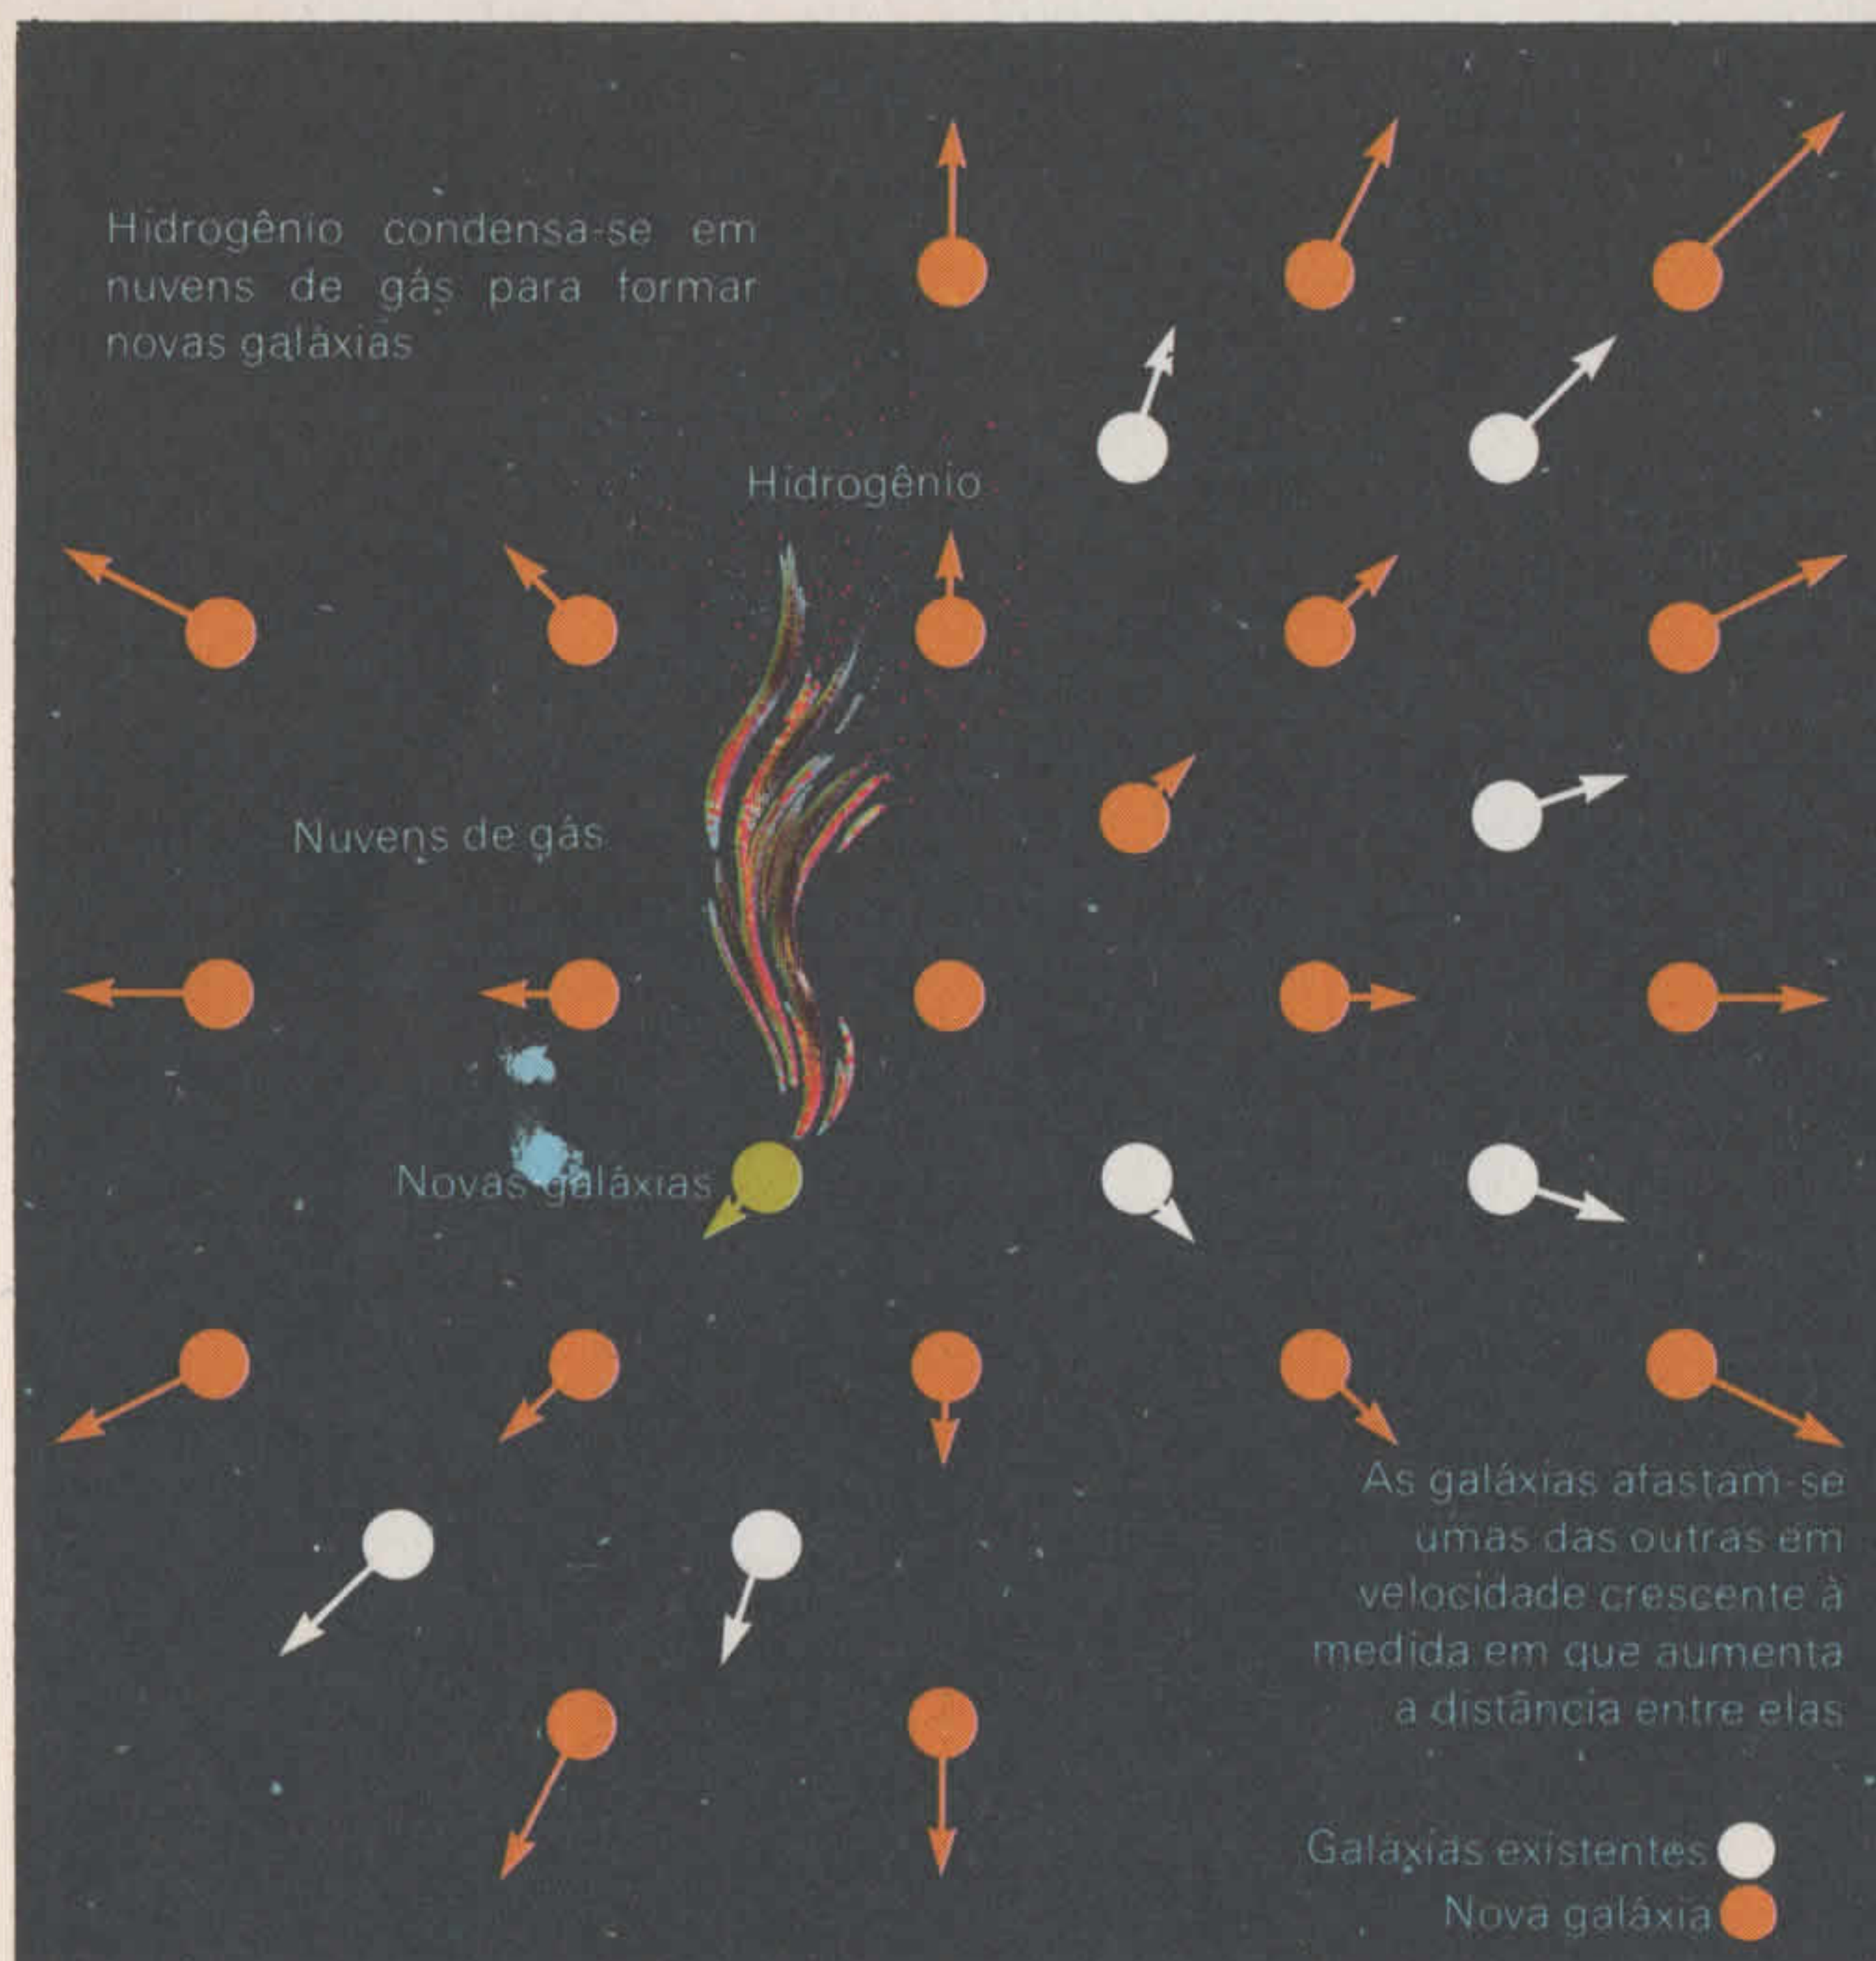 Hidrogênio condensa-se em
nuvens de gás para formar
novas galáxias
Hidrogênio
Nuvens de gás
Novas galáxias
As galáxias afastam-se
umas das outras em
velocidade crescente à
medida em que aumenta
a distância entre elas
Galáxias existentes
Nova galáxia